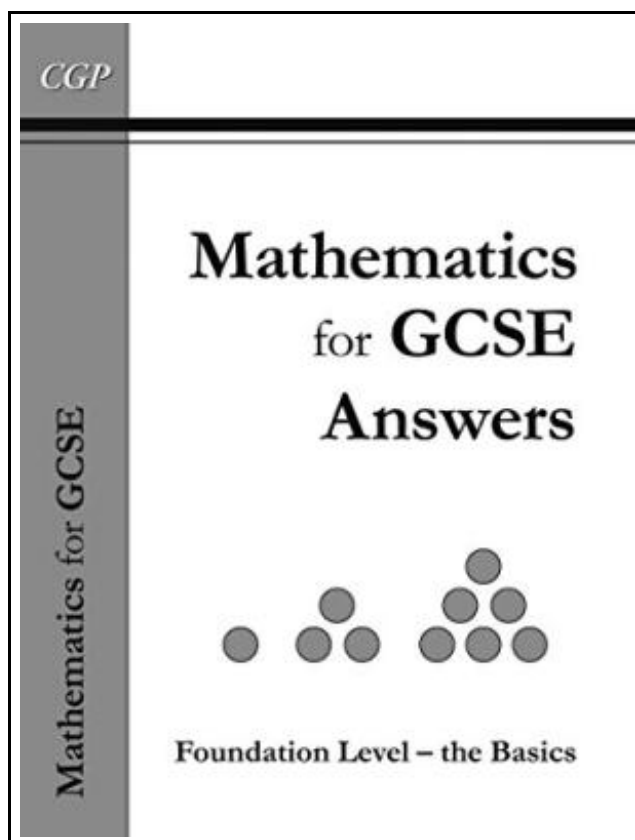 CGP
Mathematics
for GCSE
Answers
Mathematics for GCSE
Foundation Level – the Basics